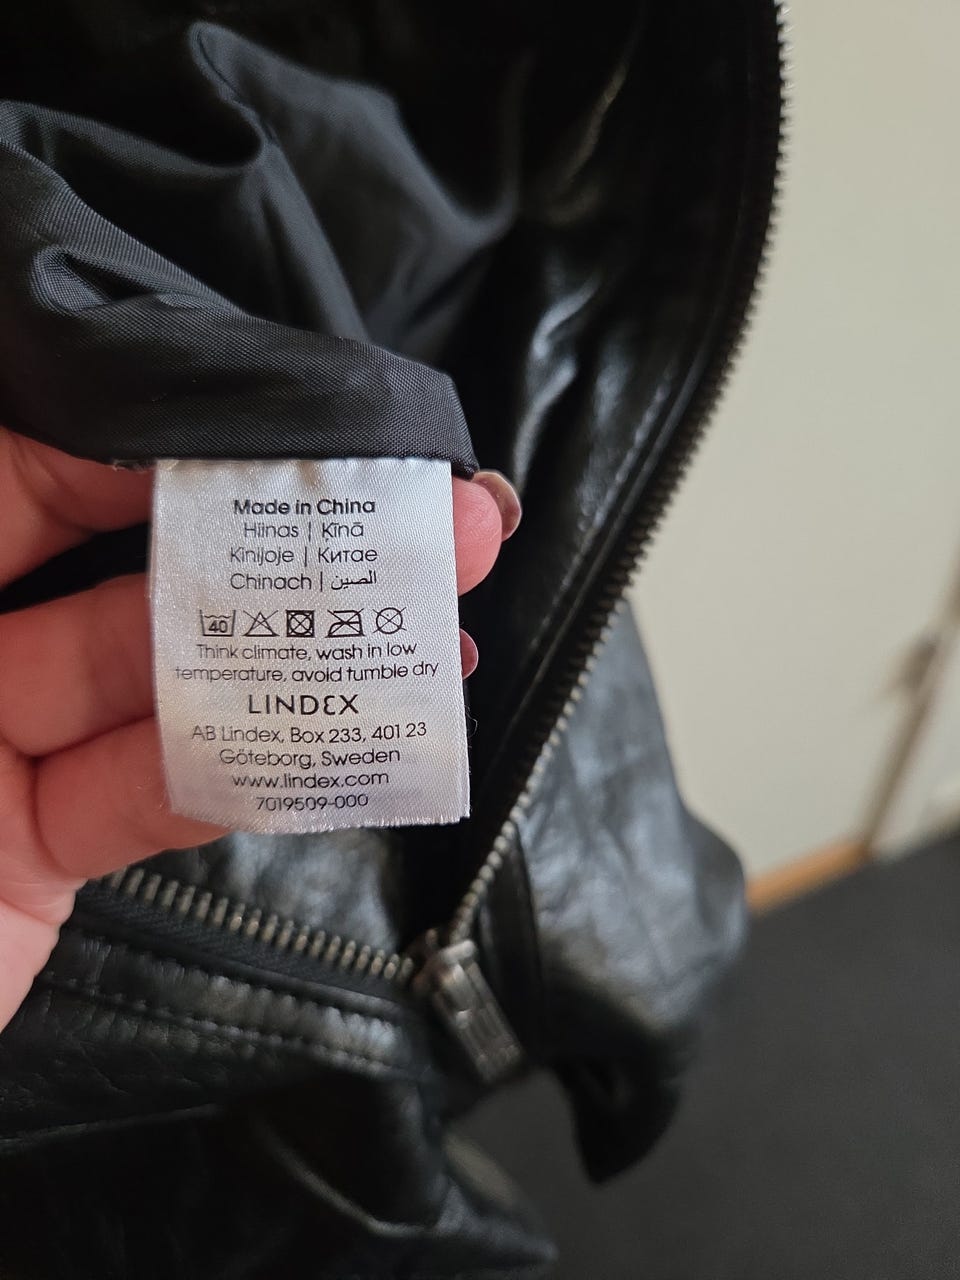 Made in China
Hiinas | Ķīnā
Kinijoje | Китае
Chinach | الصين
40
Think climate, wash in low
temperature, avoid tumble dry
LINDEX
AB Lindex, Box 233, 401 23
Göteborg, Sweden
www.lindex.com
7019509-000